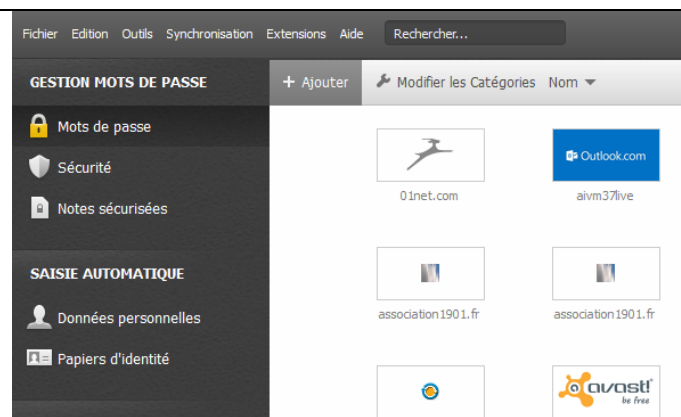 Fichier Edition Outils Synchronisation Extensions Aide Rechercher...
GESTION MOTS DE PASSE
+ Ajouter Modifier les Catégories Nom
Mots de passe
Sécurité
Notes sécurisées
Outlook.com
01net.com aivm37live
SAISIE AUTOMATIQUE
Données personnelles
Papiers d'identité
association1901.fr association1901.fr
avast!
be free